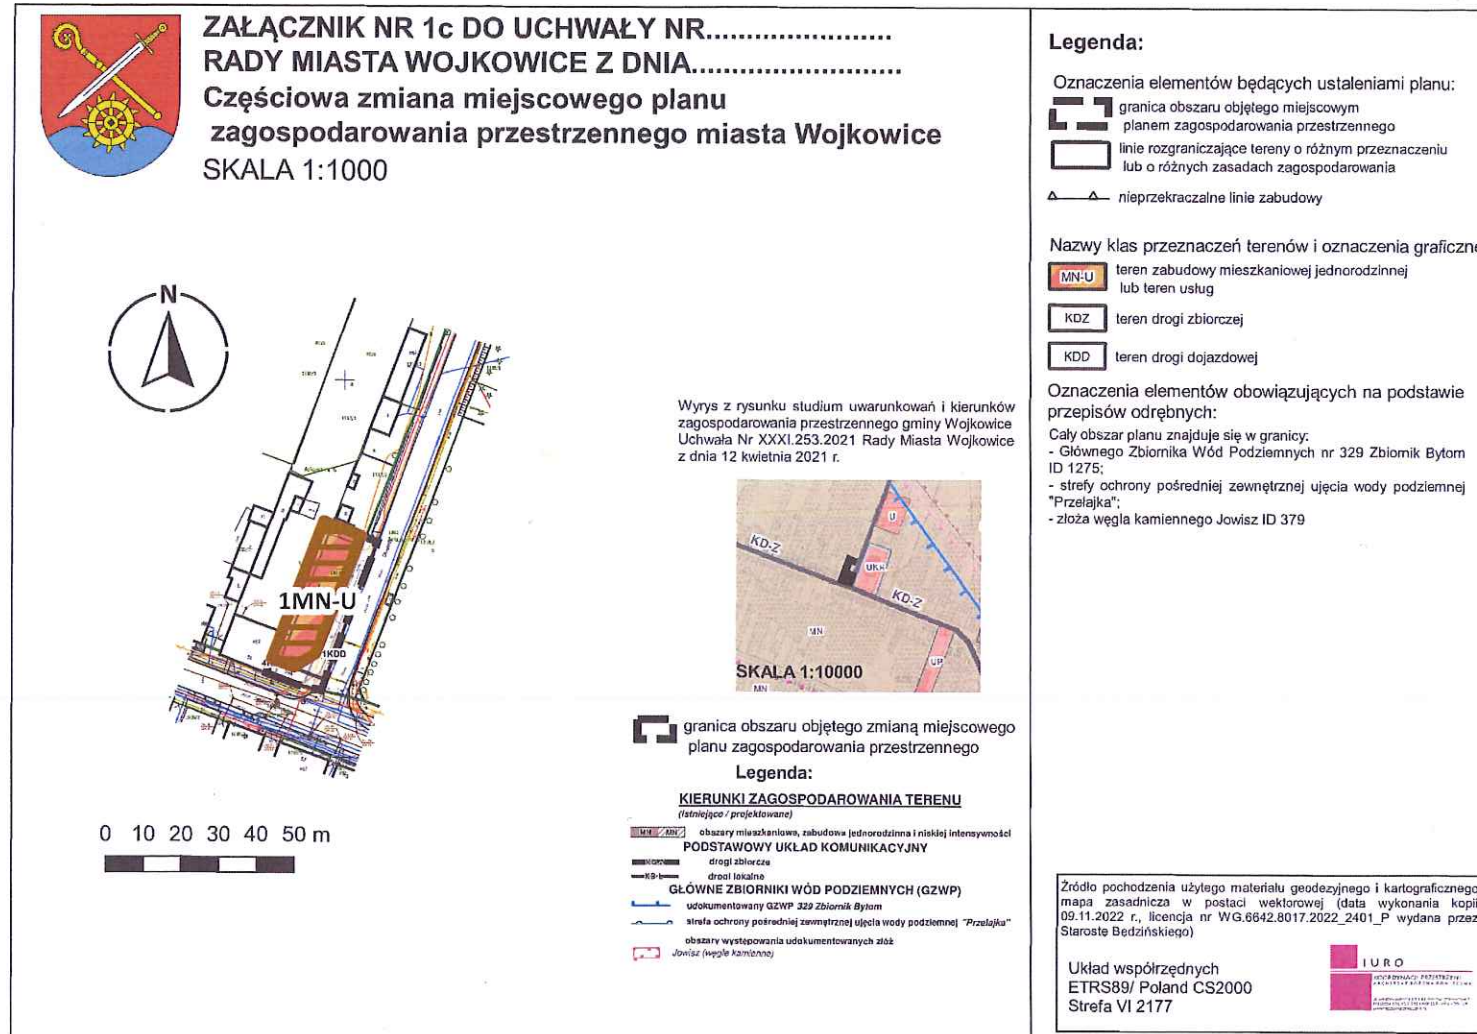 ZAŁĄCZNIK NR 1c DO UCHWAŁY NR.......................
RADY MIASTA WOJKOWICE Z DNIA..........................
Częściowa zmiana miejscowego planu
zagospodarowania przestrzennego miasta Wojkowice
SKALA 1:1000
N
1MN-U
1KDD
0 10 20 30 40 50 m
Wyrys z rysunku studium uwarunkowań i kierunków
zagospodarowania przestrzennego gminy Wojkowice
Uchwała Nr XXXI.253.2021 Rady Miasta Wojkowice
z dnia 12 kwietnia 2021 r.
U
KD-Z
UKR
KD-Z
MN
UP
SKALA 1:10000
MN
granica obszaru objętego zmianą miejscowego
planu zagospodarowania przestrzennego
Legenda:
KIERUNKI ZAGOSPODAROWANIA TERENU
(istniejące / projektowane)
MN MN obszary mieszkaniowe, zabudowa jednorodzinna i niskiej intensywności
PODSTAWOWY UKŁAD KOMUNIKACYJNY
drogi zbiorcze
drogi lokalne
GŁÓWNE ZBIORNIKI WÓD PODZIEMNYCH (GZWP)
udokumentowany GZWP 329 Zbiornik Bytom
strefa ochrony pośredniej zewnętrznej ujęcia wody podziemnej "Przełajka"
obszary występowania udokumentowanych złóż
Jowisz (węgle kamienne)
Legenda:
Oznaczenia elementów będących ustaleniami planu:
granica obszaru objętego miejscowym
planem zagospodarowania przestrzennego
linie rozgraniczające tereny o różnym przeznaczeniu
lub o różnych zasadach zagospodarowania
nieprzekraczalne linie zabudowy
Nazwy klas przeznaczeń terenów i oznaczenia graficzne
MN-U teren zabudowy mieszkaniowej jednorodzinnej
lub teren usług
KDZ teren drogi zbiorczej
KDD teren drogi dojazdowej
Oznaczenia elementów obowiązujących na podstawie
przepisów odrębnych:
Cały obszar planu znajduje się w granicy:
- Głównego Zbiornika Wód Podziemnych nr 329 Zbiornik Bytom
ID 1275;
- strefy ochrony pośredniej zewnętrznej ujęcia wody podziemnej
"Przełajka";
- złoża węgla kamiennego Jowisz ID 379
Źródło pochodzenia użytego materiału geodezyjnego i kartograficznego
mapa zasadnicza w postaci wektorowej (data wykonania kopii
09.11.2022 r., licencja nr WG.6642.8017.2022_2401_P wydana przez
Starostę Będzińskiego)
Układ współrzędnych
ETRS89/ Poland CS2000
Strefa VI 2177
IURO